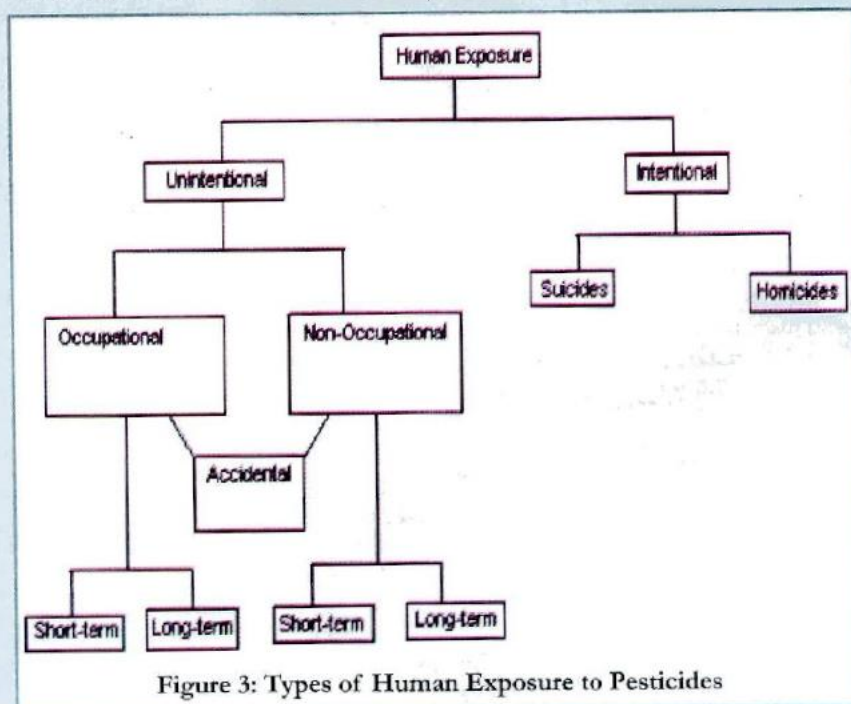 Human Exposure
Unintentional
Intentional
Suicides
Homicides
Occupational
Non-Occupational
Accidental
Short-term
Long-term
Short-term
Long-term
Figure 3: Types of Human Exposure to Pesticides